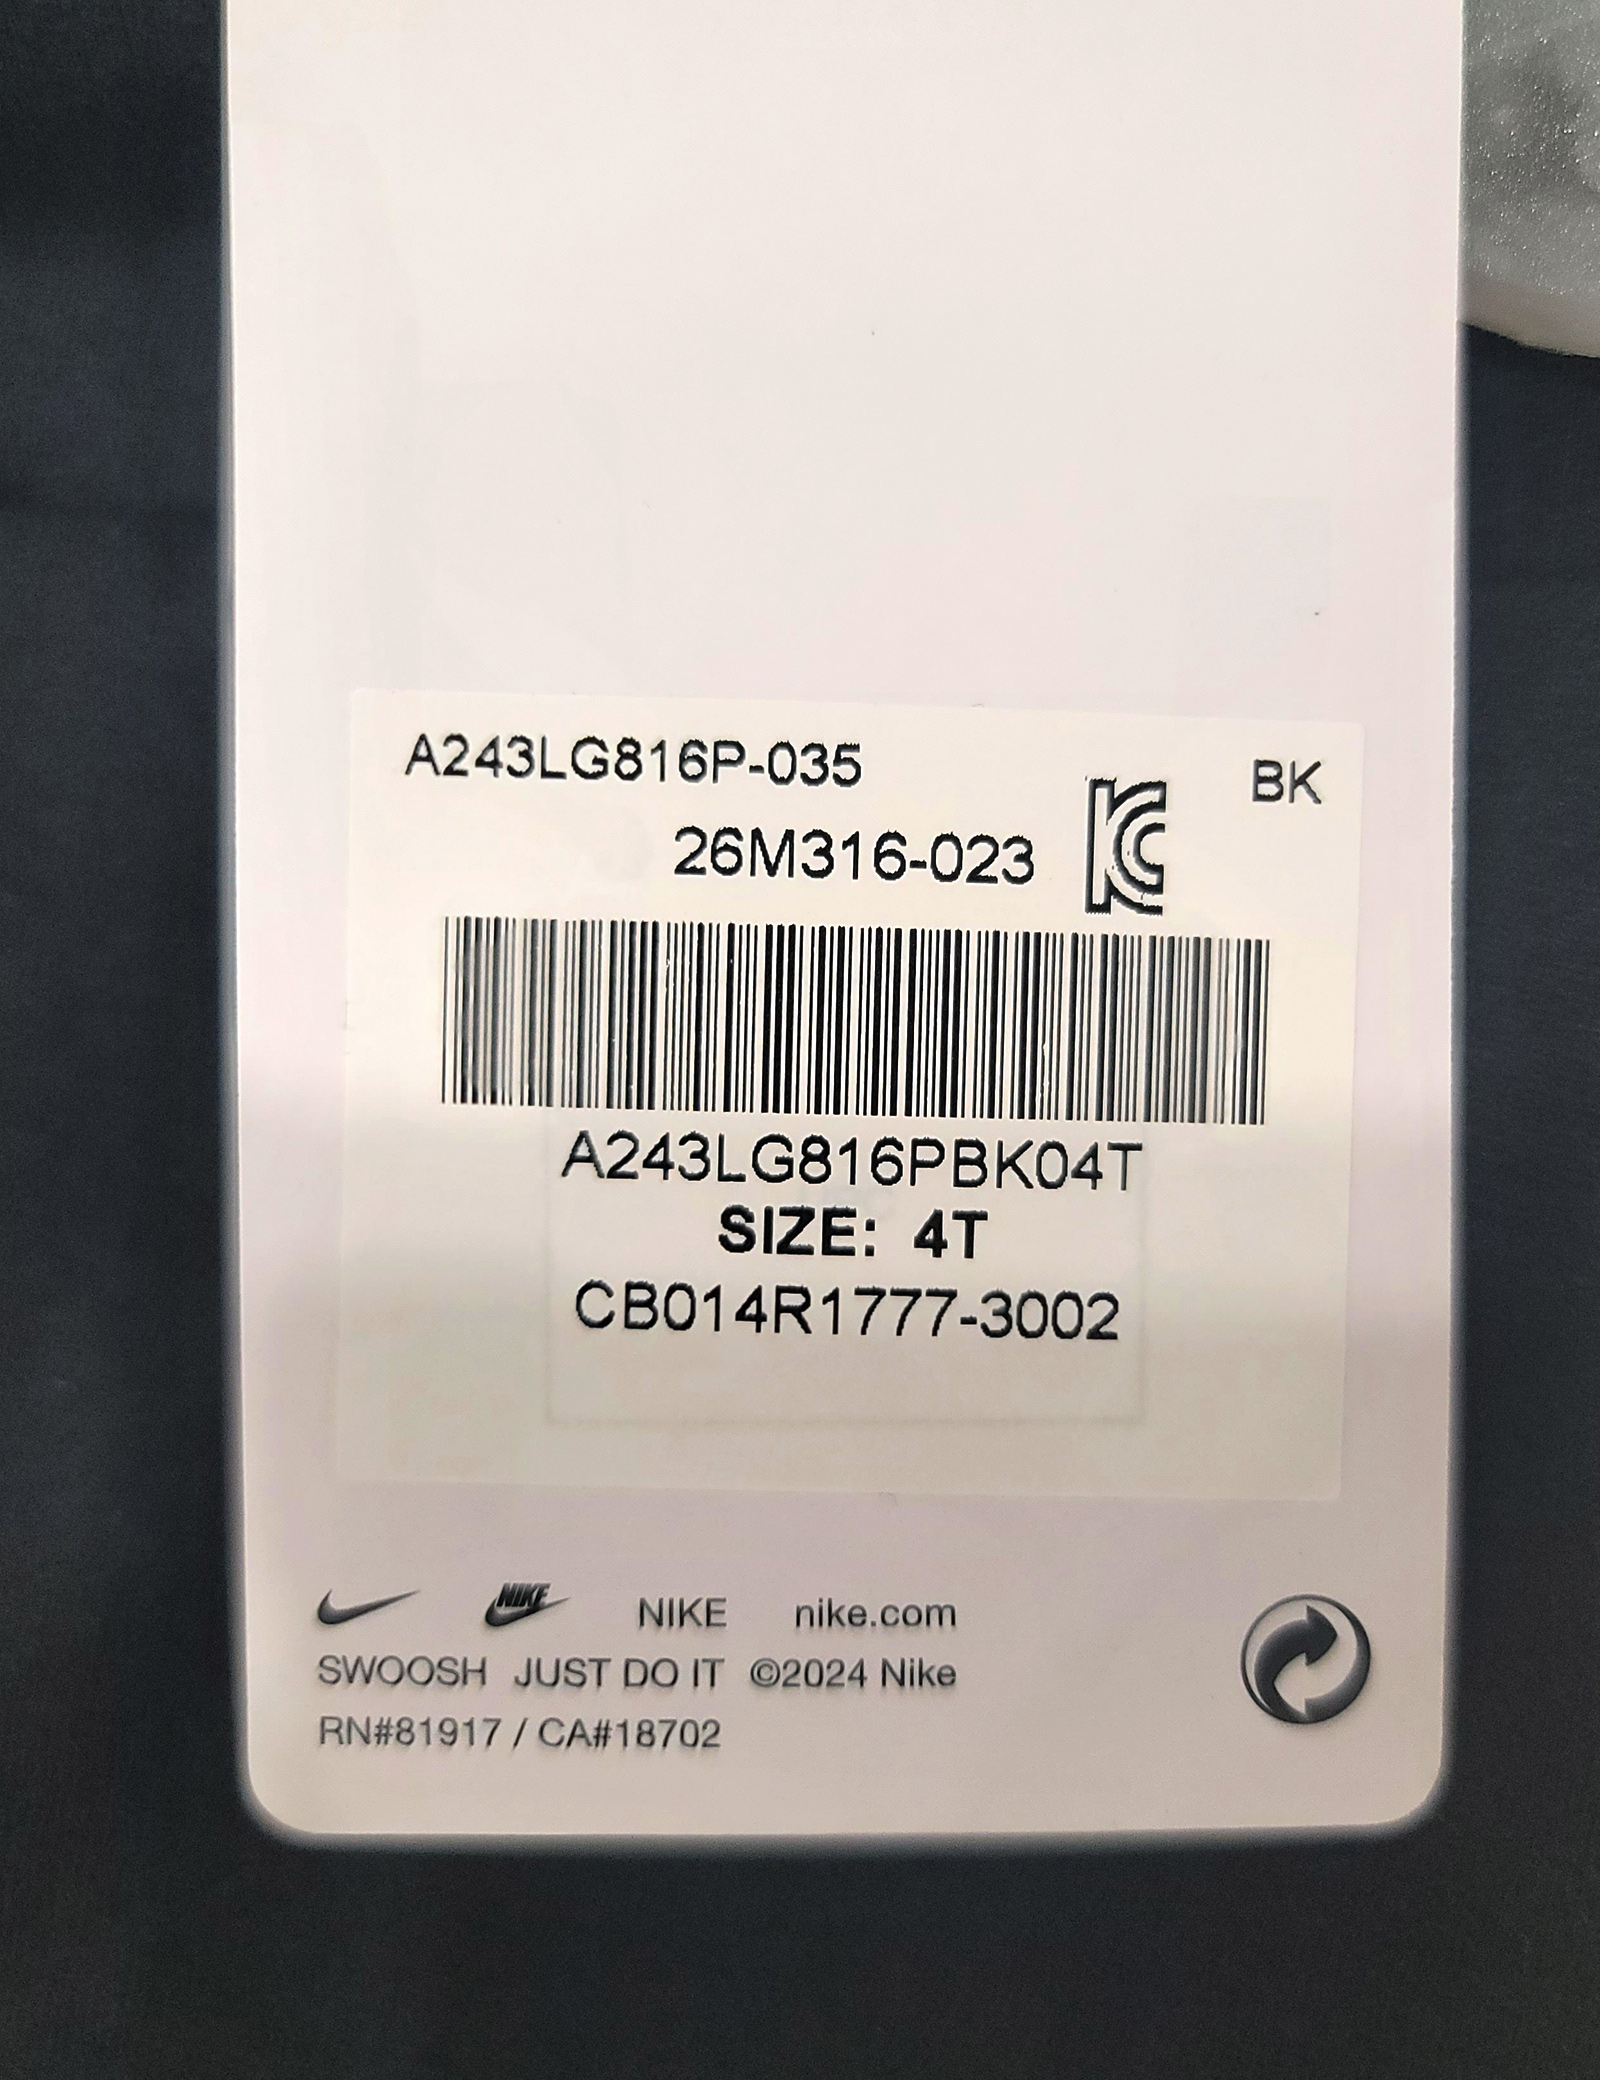 A243LG816P-035
BK
26M316-023
A243LG816PBK04T
SIZE: 4T
CB014R1777-3002
NIKE NIKE nike.com
SWOOSH JUST DO IT ©2024 Nike
RN#81917 / CA#18702